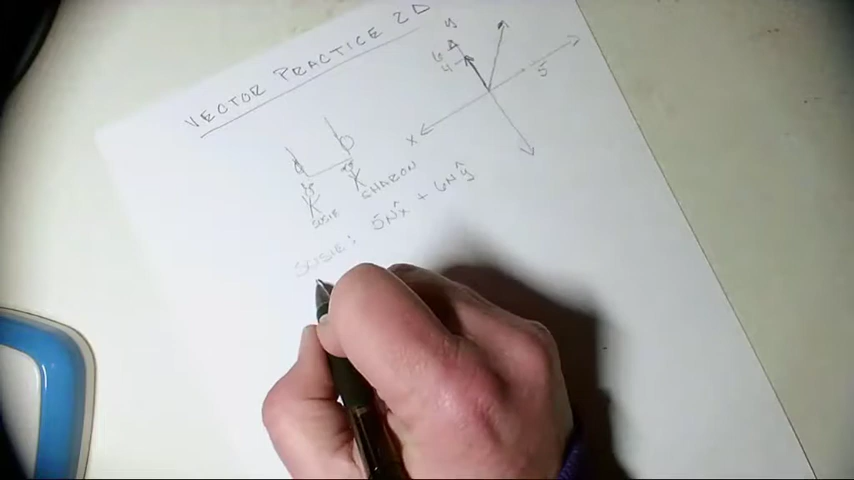 VECTOR PRACTICE 2D
y
6
4
5
x
SUSIE SHARON
SUSIE: 5N x̂ + 6N ŷ